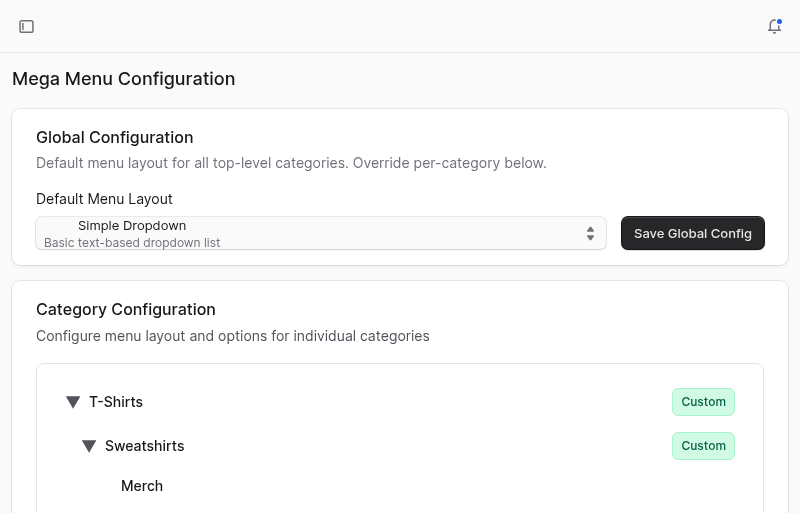 Mega Menu Configuration
Global Configuration
Default menu layout for all top-level categories. Override per-category below.
Default Menu Layout
Simple Dropdown
Basic text-based dropdown list
Save Global Config
Category Configuration
Configure menu layout and options for individual categories
T-Shirts
Custom
Sweatshirts
Custom
Merch